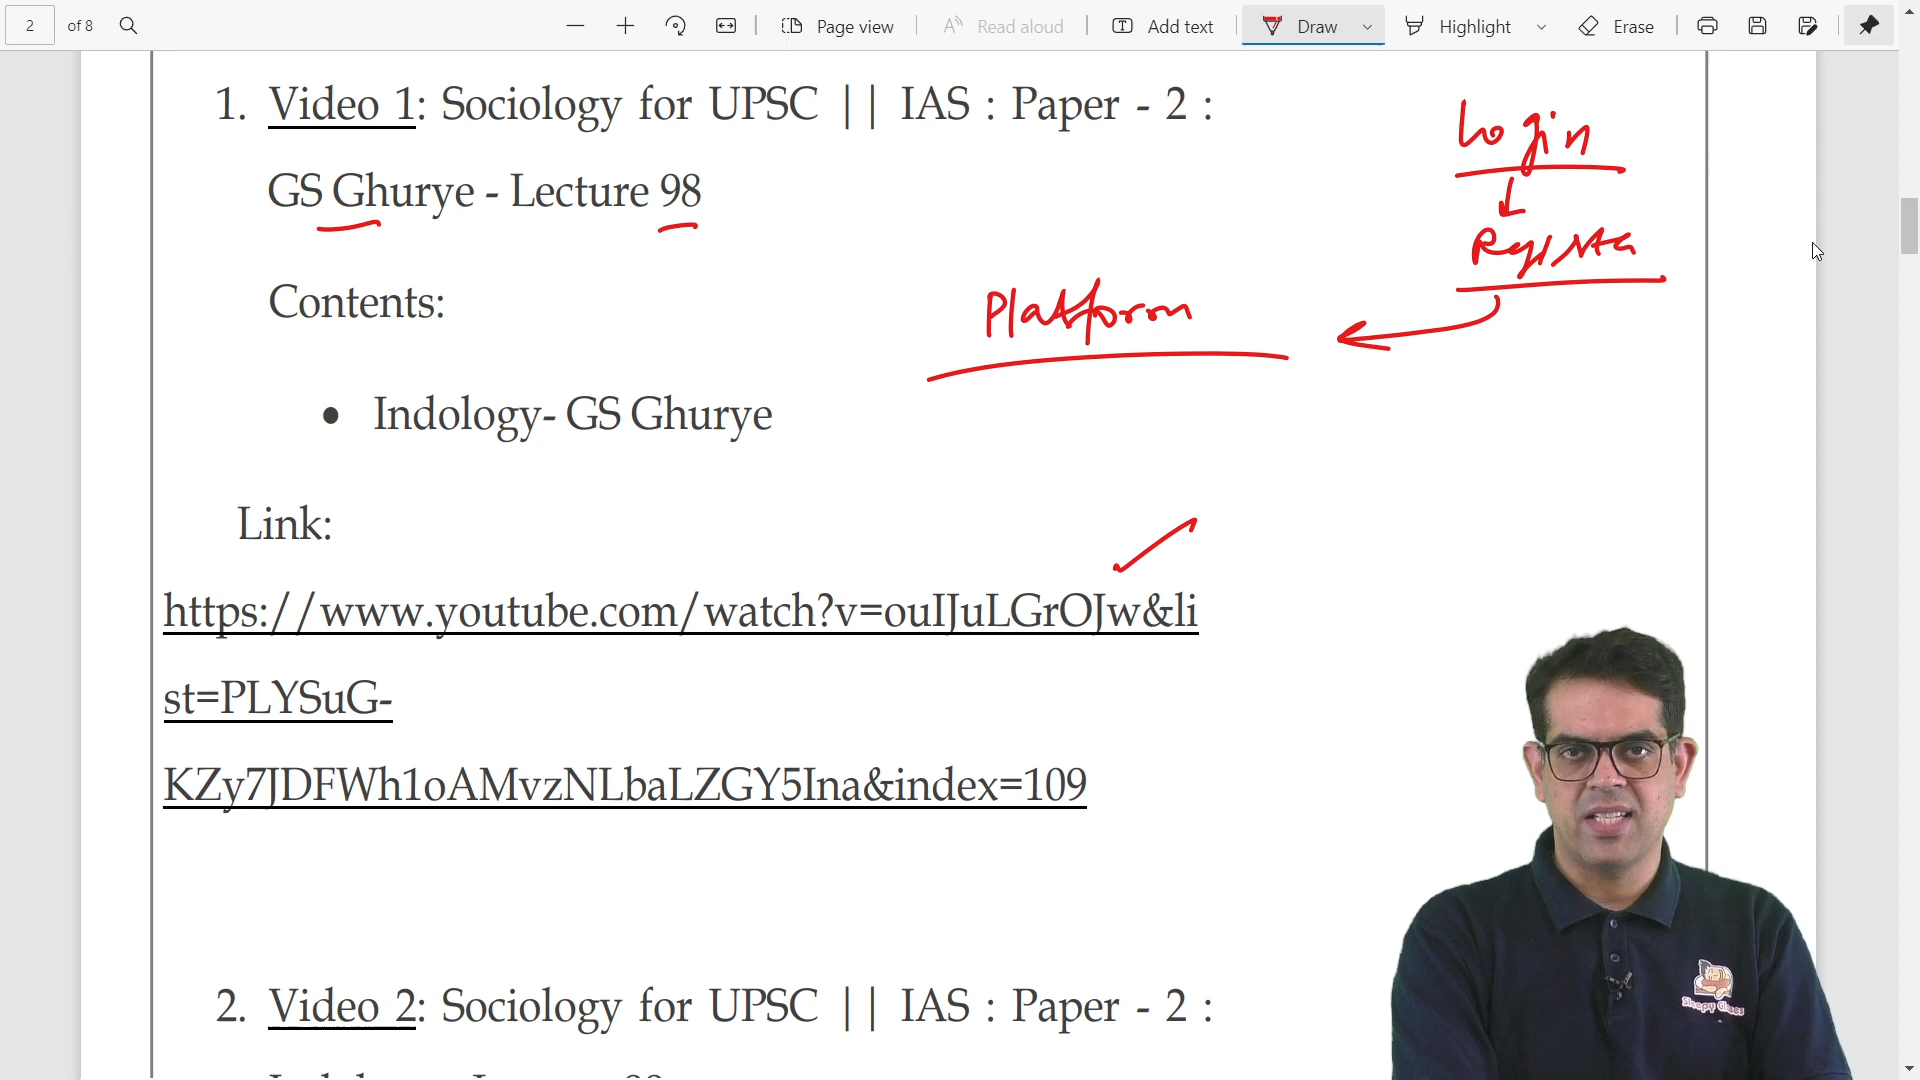 2 of 8 Page view Read aloud Add text Draw Highlight Erase
1. Video 1: Sociology for UPSC || IAS : Paper - 2 :
GS Ghurye - Lecture 98
Login
Register
Platform
Contents:
• Indology- GS Ghurye
Link:
https://www.youtube.com/watch?v=ouIJuLGrOJw&li
st=PLYSuG-
KZy7JDFWh1oAMvzNLbaLZGY5Ina&index=109
Sleepy Classes
2. Video 2: Sociology for UPSC || IAS : Paper - 2 :